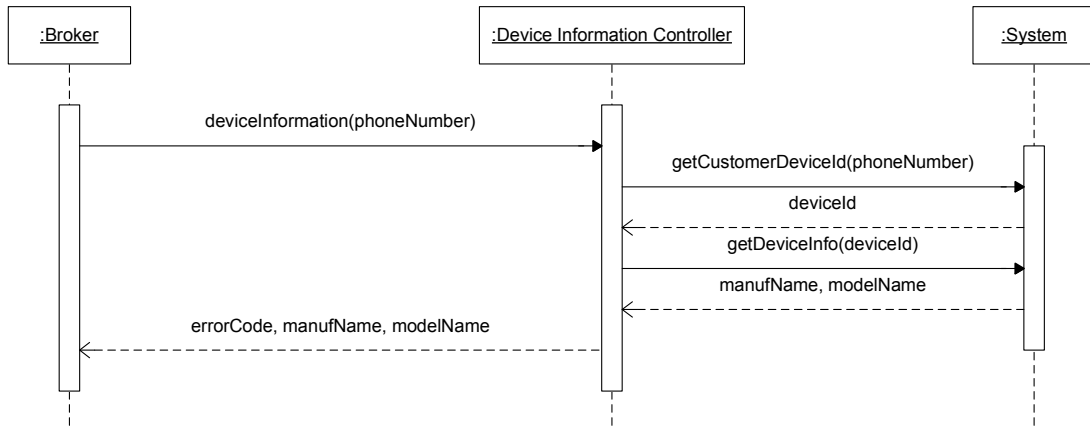 :Broker
:Device Information Controller
:System
deviceInformation(phoneNumber)
getCustomerDeviceId(phoneNumber)
deviceId
getDeviceInfo(deviceId)
manufName, modelName
errorCode, manufName, modelName